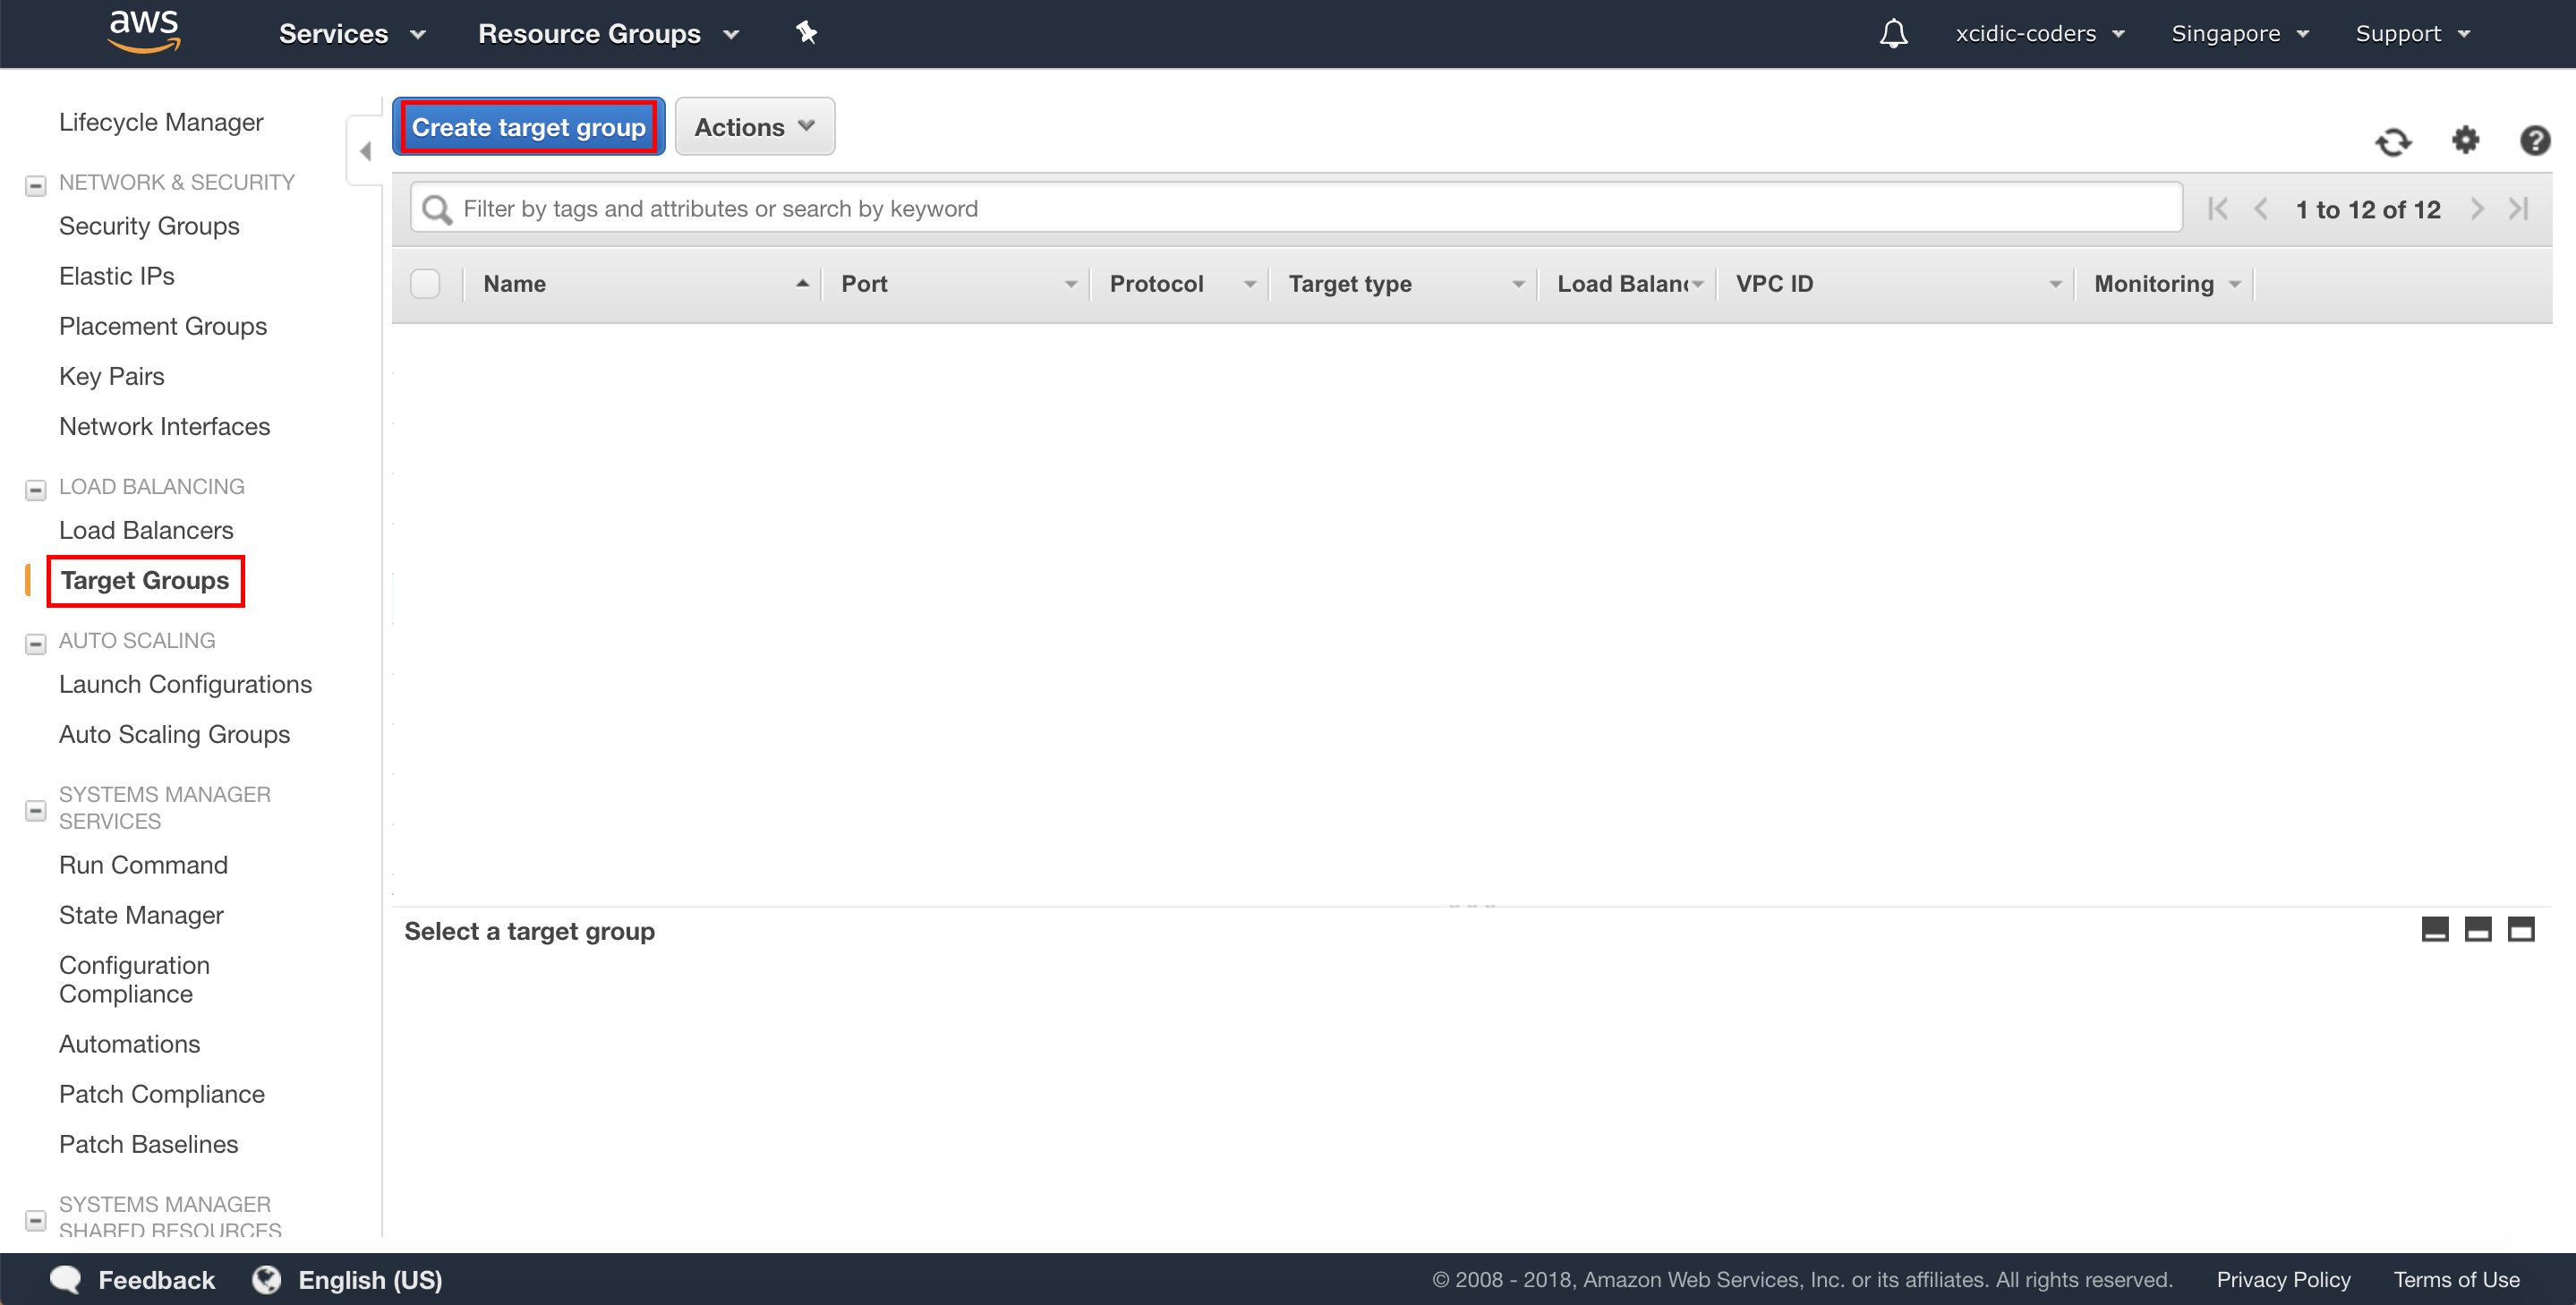 aws
Services
Resource Groups
xcidic-coders
Singapore
Support
Lifecycle Manager
NETWORK & SECURITY
Security Groups
Elastic IPs
Placement Groups
Key Pairs
Network Interfaces
LOAD BALANCING
Load Balancers
Target Groups
AUTO SCALING
Launch Configurations
Auto Scaling Groups
SYSTEMS MANAGER
SERVICES
Run Command
State Manager
Configuration
Compliance
Automations
Patch Compliance
Patch Baselines
SYSTEMS MANAGER
SHARED RESOURCES
Create target group
Actions
Filter by tags and attributes or search by keyword
1 to 12 of 12
Name
Port
Protocol
Target type
Load Balanc
VPC ID
Monitoring
Select a target group
Feedback
English (US)
© 2008 - 2018, Amazon Web Services, Inc. or its affiliates. All rights reserved.
Privacy Policy
Terms of Use